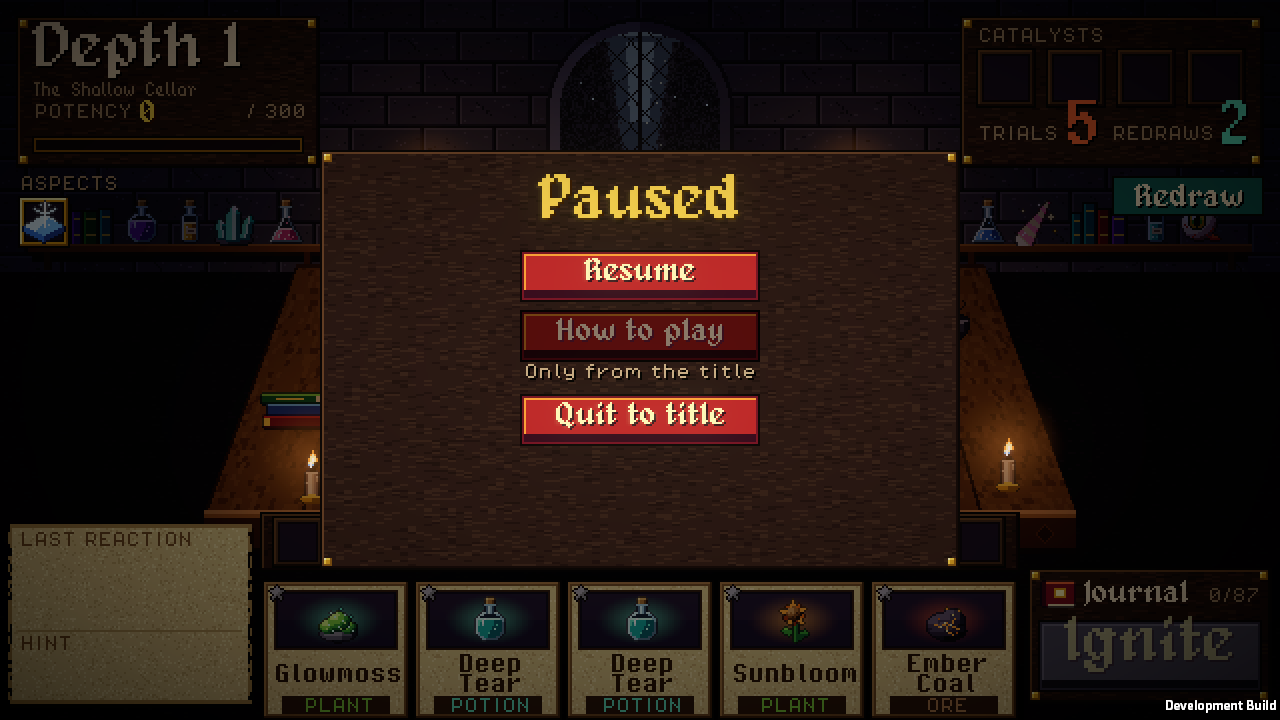 Depth 1
The Shallow Cellar
POTENCY 0 / 300
ASPECTS
CATALYSTS
TRIALS 5 REDRAWS 2
Redraw
Paused
Resume
How to play
Only from the title
Quit to title
LAST REACTION
HINT
Glowmoss
PLANT
Deep
Tear
POTION
Deep
Tear
POTION
Sunbloom
PLANT
Ember
Coal
ORE
Journal 0/87
Ignite
Development Build